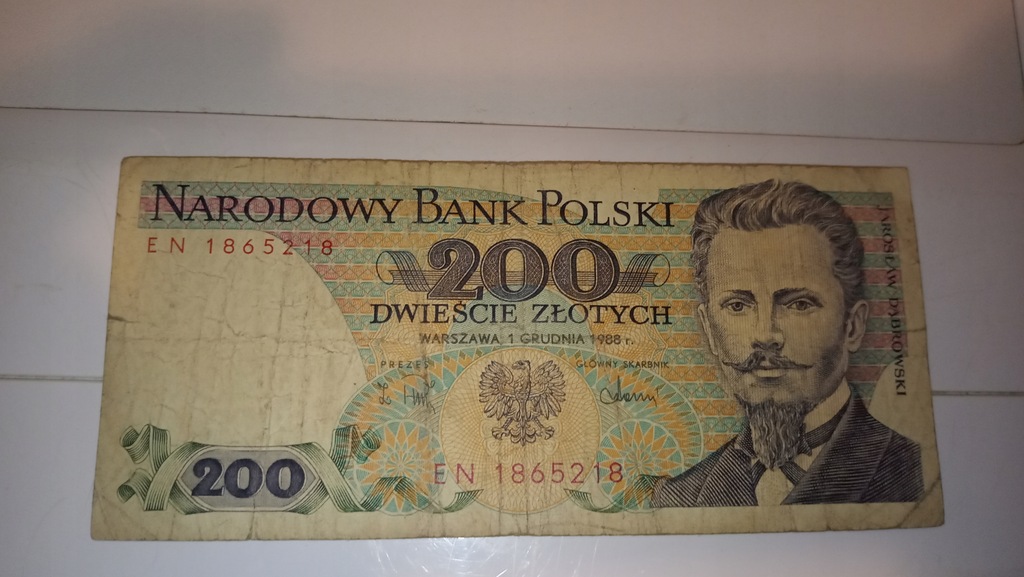 NARODOWY BANK POLSKI
EN 1865218
200
DWIEŚCIE ZŁOTYCH
WARSZAWA, 1 GRUDNIA 1988 r.
PREZES
GŁÓWNY SKARBNIK
JAROSŁAW DĄBROWSKI
200
EN 1865218